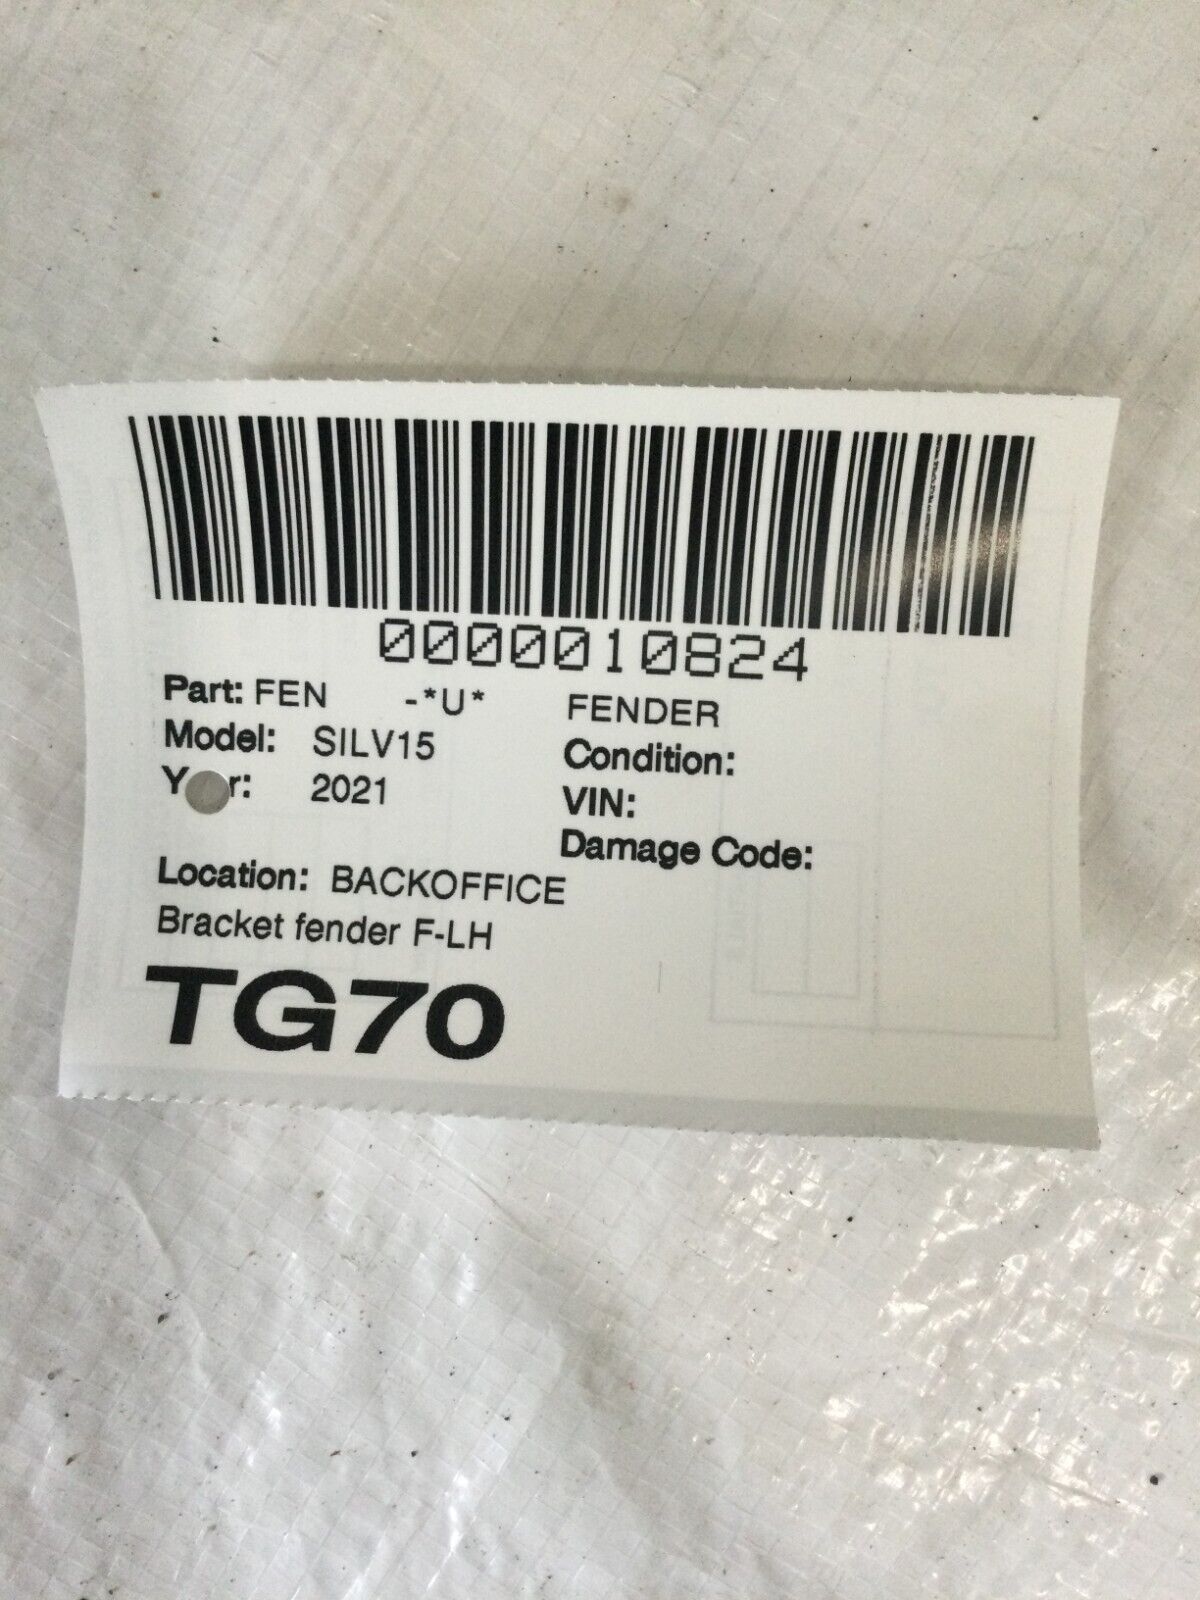 0000010824
Part: FEN -*U* FENDER
Model: SILV15 Condition:
Y r: 2021 VIN:
Damage Code:
Location: BACKOFFICE
Bracket fender F-LH
TG70